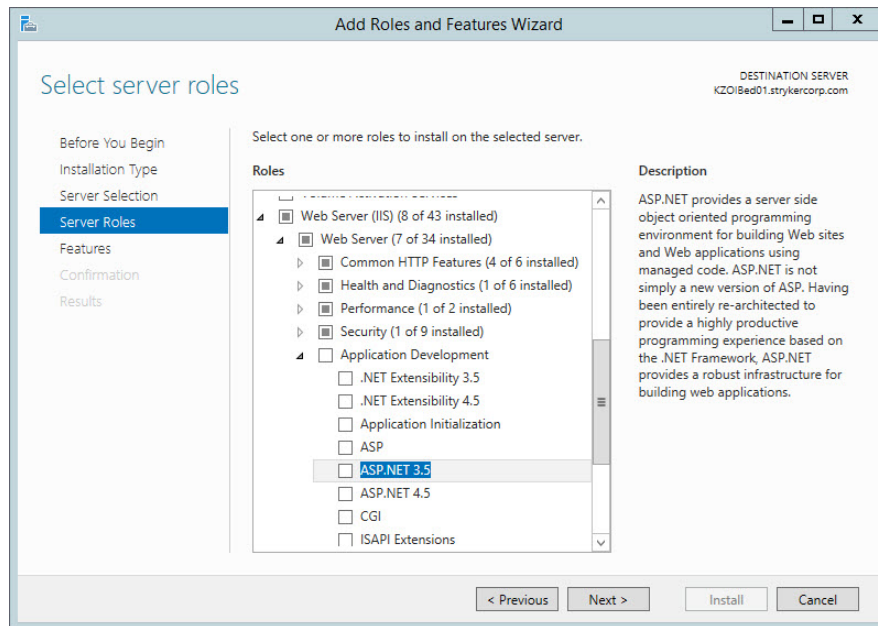 Add Roles and Features Wizard
Select server roles
DESTINATION SERVER
KZOIBed01.strykercorp.com
Before You Begin
Installation Type
Server Selection
Server Roles
Features
Confirmation
Results
Select one or more roles to install on the selected server.
Roles
Volume Activation Services
Web Server (IIS) (8 of 43 installed)
Web Server (7 of 34 installed)
Common HTTP Features (4 of 6 installed)
Health and Diagnostics (1 of 6 installed)
Performance (1 of 2 installed)
Security (1 of 9 installed)
Application Development
.NET Extensibility 3.5
.NET Extensibility 4.5
Application Initialization
ASP
ASP.NET 3.5
ASP.NET 4.5
CGI
ISAPI Extensions
Description
ASP.NET provides a server side
object oriented programming
environment for building Web sites
and Web applications using
managed code. ASP.NET is not
simply a new version of ASP. Having
been entirely re-architected to
provide a highly productive
programming experience based on
the .NET Framework, ASP.NET
provides a robust infrastructure for
building web applications.
< Previous
Next >
Install
Cancel